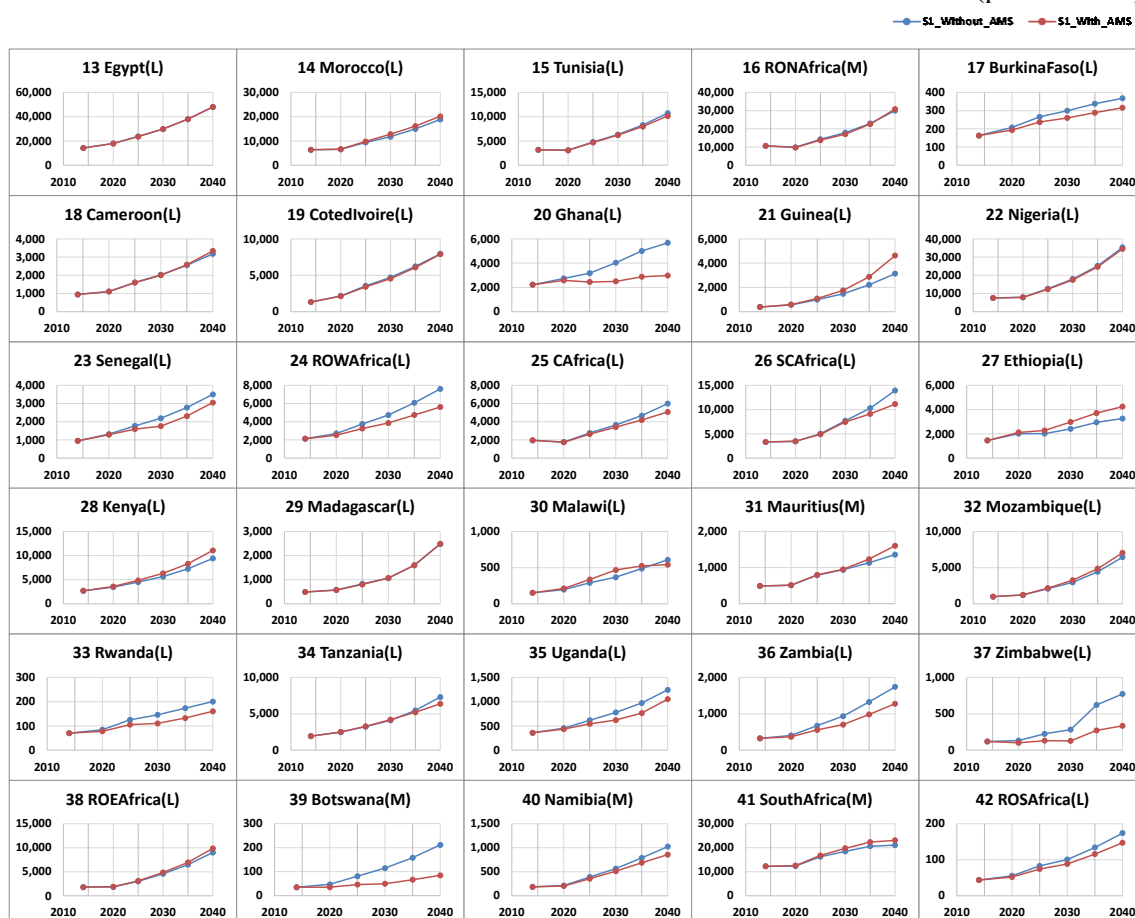 S1_Without_AIMS S1_With_AIMS
13 Egypt(L)
60,000
40,000
20,000
0
2010 2020 2030 2040
14 Morocco(L)
30,000
20,000
10,000
0
2010 2020 2030 2040
15 Tunisia(L)
15,000
10,000
5,000
0
2010 2020 2030 2040
16 RONAfrica(M)
40,000
30,000
20,000
10,000
0
2010 2020 2030 2040
17 BurkinaFaso(L)
400
300
200
100
0
2010 2020 2030 2040
18 Cameroon(L)
4,000
3,000
2,000
1,000
0
2010 2020 2030 2040
19 CotedIvoire(L)
10,000
5,000
0
2010 2020 2030 2040
20 Ghana(L)
6,000
4,000
2,000
0
2010 2020 2030 2040
21 Guinea(L)
6,000
4,000
2,000
0
2010 2020 2030 2040
22 Nigeria(L)
40,000
30,000
20,000
10,000
0
2010 2020 2030 2040
23 Senegal(L)
4,000
3,000
2,000
1,000
0
2010 2020 2030 2040
24 ROWAfrica(L)
8,000
6,000
4,000
2,000
0
2010 2020 2030 2040
25 CAfrica(L)
8,000
6,000
4,000
2,000
0
2010 2020 2030 2040
26 SCAfrica(L)
15,000
10,000
5,000
0
2010 2020 2030 2040
27 Ethiopia(L)
6,000
4,000
2,000
0
2010 2020 2030 2040
28 Kenya(L)
15,000
10,000
5,000
0
2010 2020 2030 2040
29 Madagascar(L)
3,000
2,000
1,000
0
2010 2020 2030 2040
30 Malawi(L)
1,000
500
0
2010 2020 2030 2040
31 Mauritius(M)
2,000
1,000
0
2010 2020 2030 2040
32 Mozambique(L)
10,000
5,000
0
2010 2020 2030 2040
33 Rwanda(L)
300
200
100
0
2010 2020 2030 2040
34 Tanzania(L)
10,000
5,000
0
2010 2020 2030 2040
35 Uganda(L)
1,500
1,000
500
0
2010 2020 2030 2040
36 Zambia(L)
2,000
1,000
0
2010 2020 2030 2040
37 Zimbabwe(L)
1,000
500
0
2010 2020 2030 2040
38 ROEAfrica(L)
15,000
10,000
5,000
0
2010 2020 2030 2040
39 Botswana(M)
300
200
100
0
2010 2020 2030 2040
40 Namibia(M)
1,500
1,000
500
0
2010 2020 2030 2040
41 SouthAfrica(M)
30,000
20,000
10,000
0
2010 2020 2030 2040
42 ROSAfrica(L)
200
100
0
2010 2020 2030 2040